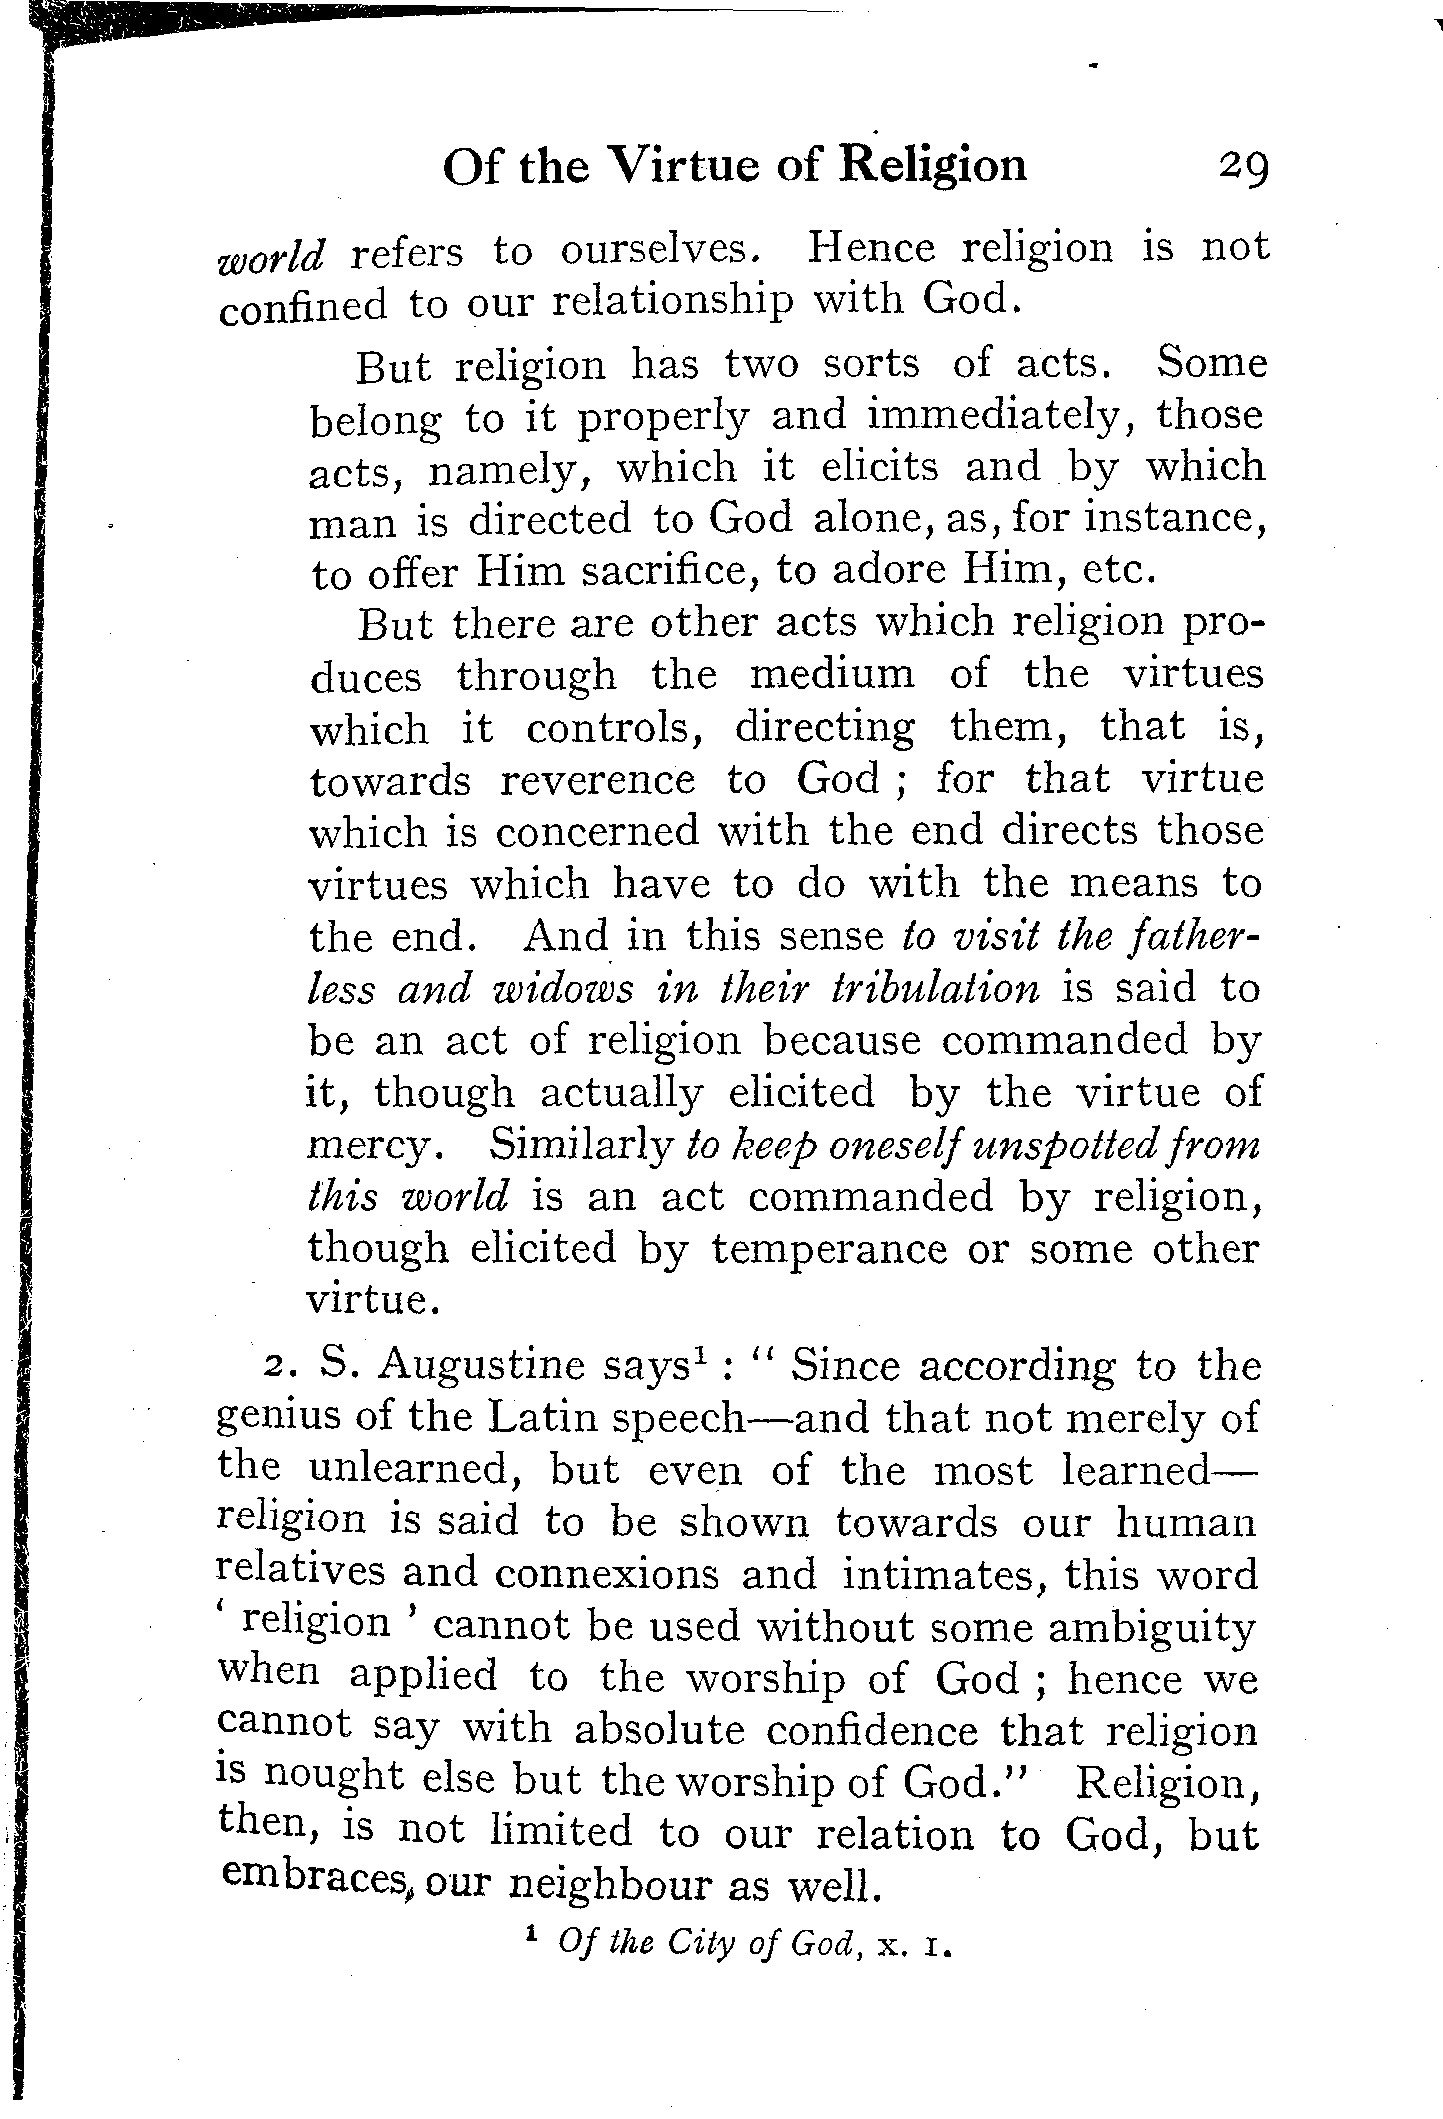 Of the Virtue of Religion 29
world refers to ourselves. Hence religion is not
confined to our relationship with God.
But religion has two sorts of acts. Some
belong to it properly and immediately, those
acts, namely, which it elicits and by which
man is directed to God alone, as, for instance,
to offer Him sacrifice, to adore Him, etc.
But there are other acts which religion pro-
duces through the medium of the virtues
which it controls, directing them, that is,
towards reverence to God ; for that virtue
which is concerned with the end directs those
virtues which have to do with the means to
the end. And in this sense to visit the father-
less and widows in their tribulation is said to
be an act of religion because commanded by
it, though actually elicited by the virtue of
mercy. Similarly to keep oneself unspotted from
this world is an act commanded by religion,
though elicited by temperance or some other
virtue.
2. S. Augustine says¹ : “ Since according to the
genius of the Latin speech—and that not merely of
the unlearned, but even of the most learned—
religion is said to be shown towards our human
relatives and connexions and intimates, this word
‘ religion ’ cannot be used without some ambiguity
when applied to the worship of God ; hence we
cannot say with absolute confidence that religion
is nought else but the worship of God.” Religion,
then, is not limited to our relation to God, but
embraces, our neighbour as well.
¹ Of the City of God, x. 1.